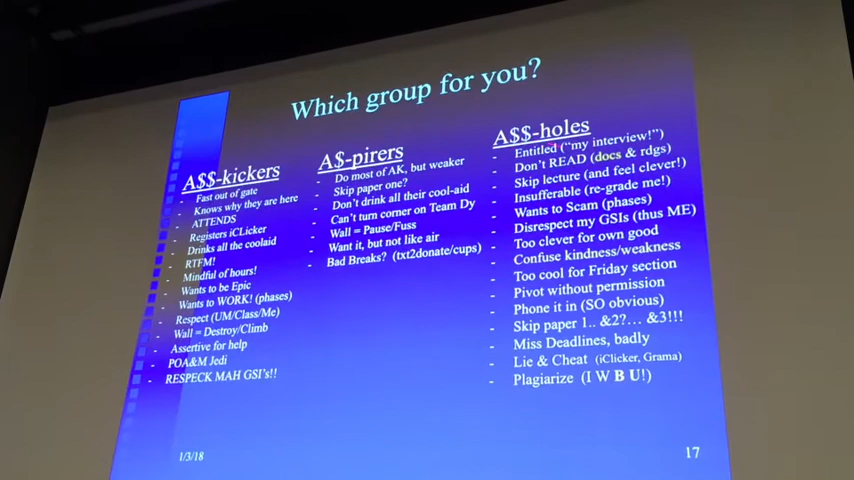 Which group for you?
A$$-kickers
- Fast out of gate
- Knows why they are here
- ATTENDS
- Registers iCLicker
- Drinks all the coolaid
- RTFM!
- Mindful of hours!
- Wants to be Epic
- Wants to WORK! (phases)
- Respect (UM/Class/Me)
- Wall = Destroy/Climb
- Assertive for help
- POA&M Jedi
- RESPECK MAH GSI's!!
A$-pirers
- Do most of AK, but weaker
- Skip paper one?
- Don't drink all their cool-aid
- Can't turn corner on Team Dy
- Wall = Pause/Fuss
- Want it, but not like air
- Bad Breaks? (txt2donate/cups)
A$$-holes
- Entitled ("my interview!")
- Don't READ (docs & rdgs)
- Skip lecture (and feel clever!)
- Insufferable (re-grade me!)
- Wants to Scam (phases)
- Disrespect my GSIs (thus ME)
- Too clever for own good
- Confuse kindness/weakness
- Too cool for Friday section
- Pivot without permission
- Phone it in (SO obvious)
- Skip paper 1.. &2?... &3!!!
- Miss Deadlines, badly
- Lie & Cheat (iClicker, Grama)
- Plagiarize (I W B U!)
1/3/18
17